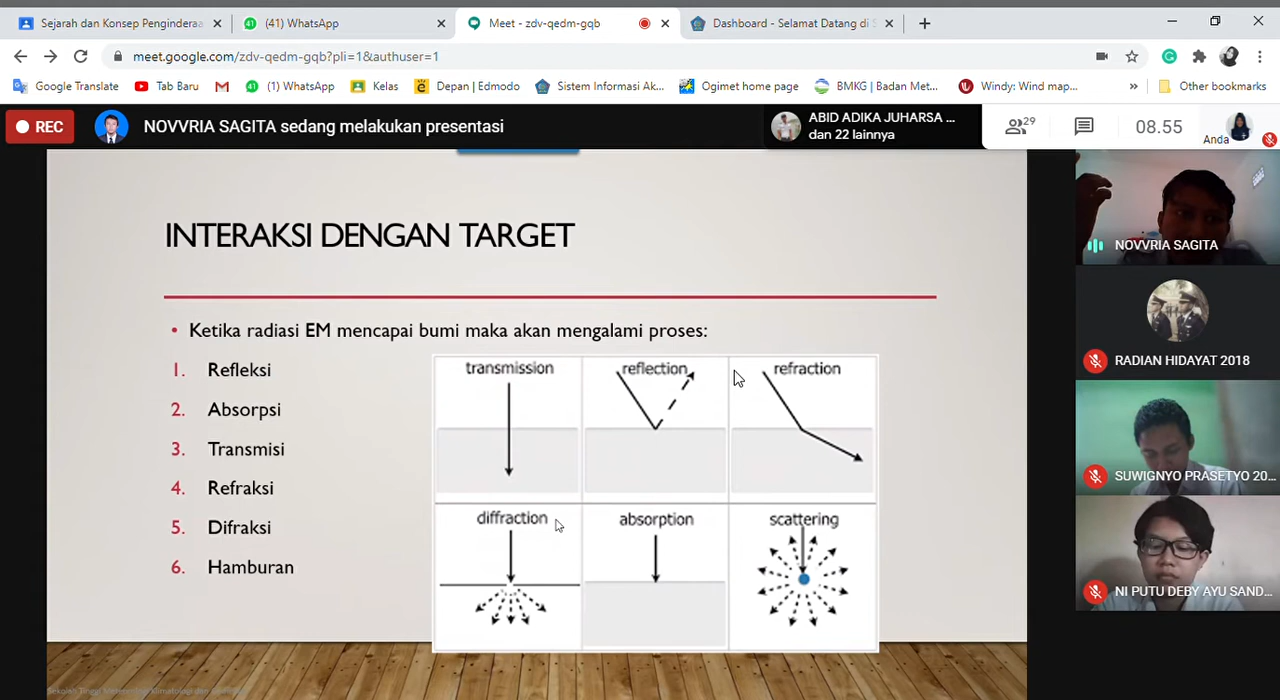 Sejarah dan Konsep Penginderaa
(41) WhatsApp
Meet - zdv-qedm-gqb
Dashboard - Selamat Datang di S
meet.google.com/zdv-qedm-gqb?pli=1&authuser=1
Google Translate
Tab Baru
(1) WhatsApp
Kelas
Depan | Edmodo
Sistem Informasi Ak...
Ogimet home page
BMKG | Badan Met...
Windy: Wind map...
Other bookmarks
REC
NOVVRIA SAGITA sedang melakukan presentasi
ABID ADIKA JUHARSA ...
dan 22 lainnya
29
08.55
Anda
INTERAKSI DENGAN TARGET
• Ketika radiasi EM mencapai bumi maka akan mengalami proses:
1. Refleksi
2. Absorpsi
3. Transmisi
4. Refraksi
5. Difraksi
6. Hamburan
transmission
reflection
refraction
diffraction
absorption
scattering
NOVVRIA SAGITA
RADIAN HIDAYAT 2018
SUWIGNYO PRASETYO 20...
NI PUTU DEBY AYU SAND...